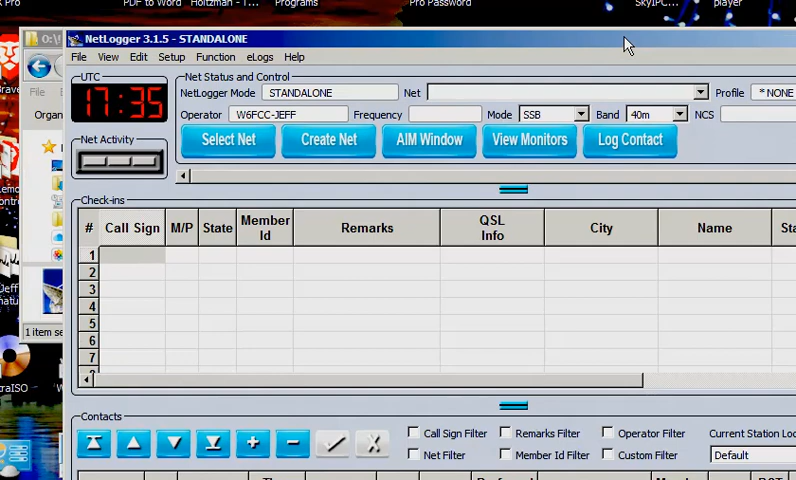 PDF to Word Holtzman - T... Programs Pro Password SkyIPC... player
NetLogger 3.1.5 - STANDALONE
File View Edit Setup Function eLogs Help
UTC
17:35
Net Status and Control
NetLogger Mode STANDALONE Net Profile * NONE
Operator W6FCC-JEFF Frequency Mode SSB Band 40m NCS
Net Activity
Select Net Create Net AIM Window View Monitors Log Contact
Check-ins
# Call Sign M/P State Member Id Remarks QSL Info City Name
1
2
3
4
5
6
7
Contacts
Call Sign Filter Remarks Filter Operator Filter
Net Filter Member Id Filter Custom Filter
Default
File
Organ
1 item se